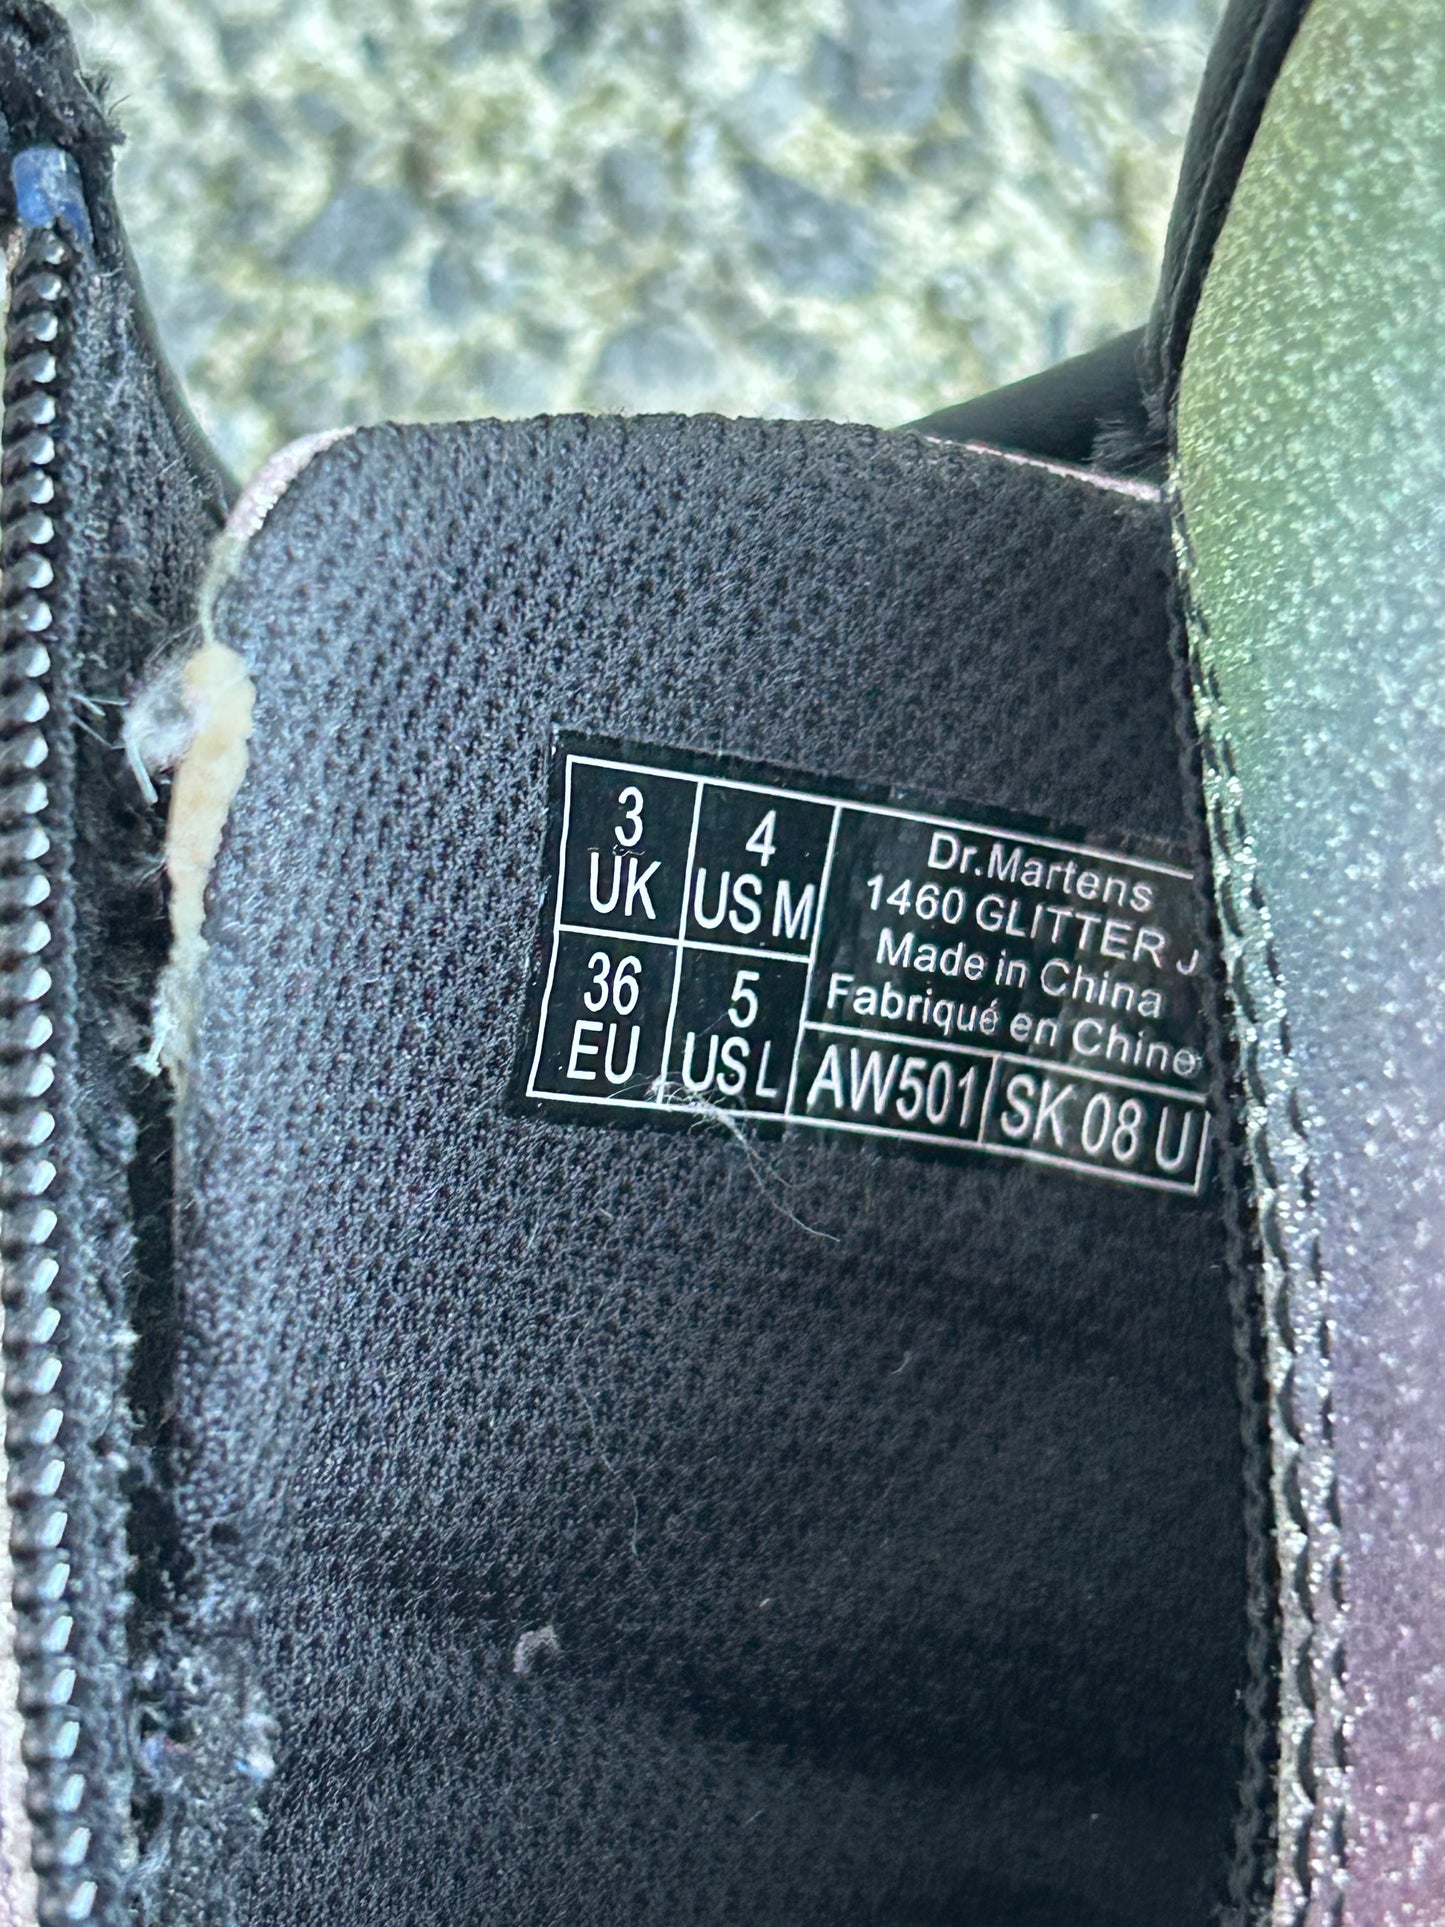 3
UK
4
US M
36
EU
5
US L
Dr.Martens
1460 GLITTER J
Made in China
Fabriqué en Chine
AW501
SK 08 U